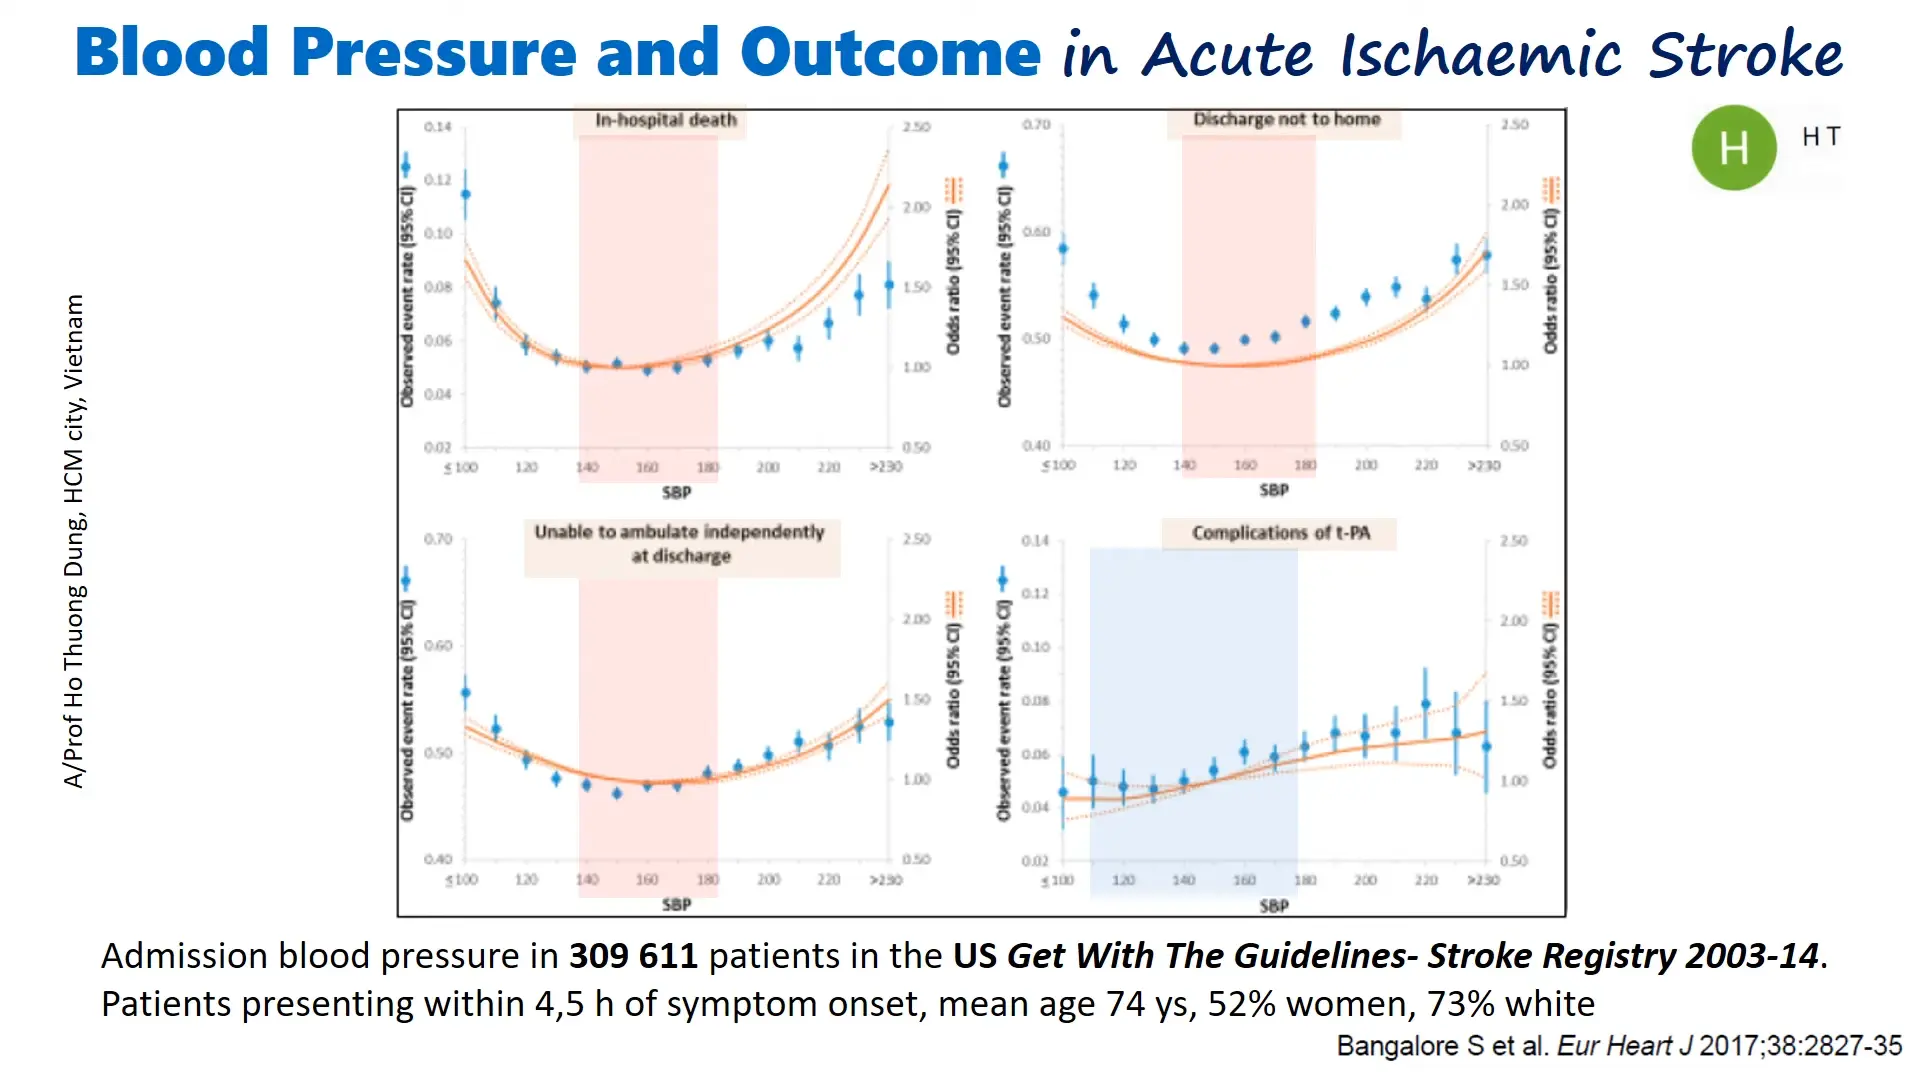 Blood Pressure and Outcome in Acute Ischaemic Stroke
H
H T
A/Prof Ho Thuong Dung, HCM city, Vietnam
In-hospital death
Observed event rate (95% CI)
0.14
0.12
0.10
0.08
0.06
0.04
0.02
2.50
2.00
1.50
1.00
0.50
Odds ratio (95% CI)
≤100 120 140 160 180 200 220 >230
SBP
Discharge not to home
Observed event rate (95% CI)
0.70
0.60
0.50
0.40
2.50
2.00
1.50
1.00
0.50
Odds ratio (95% CI)
≤100 120 140 160 180 200 220 >230
SBP
Unable to ambulate independently
at discharge
Observed event rate (95% CI)
0.70
0.60
0.50
0.40
2.50
2.00
1.50
1.00
0.50
Odds ratio (95% CI)
≤100 120 140 160 180 200 220 >230
SBP
Complications of t-PA
Observed event rate (95% CI)
0.14
0.12
0.10
0.08
0.06
0.04
0.02
2.50
2.00
1.50
1.00
0.50
Odds ratio (95% CI)
≤100 120 140 160 180 200 220 >230
SBP
Admission blood pressure in 309 611 patients in the US Get With The Guidelines- Stroke Registry 2003-14.
Patients presenting within 4,5 h of symptom onset, mean age 74 ys, 52% women, 73% white
Bangalore S et al. Eur Heart J 2017;38:2827-35